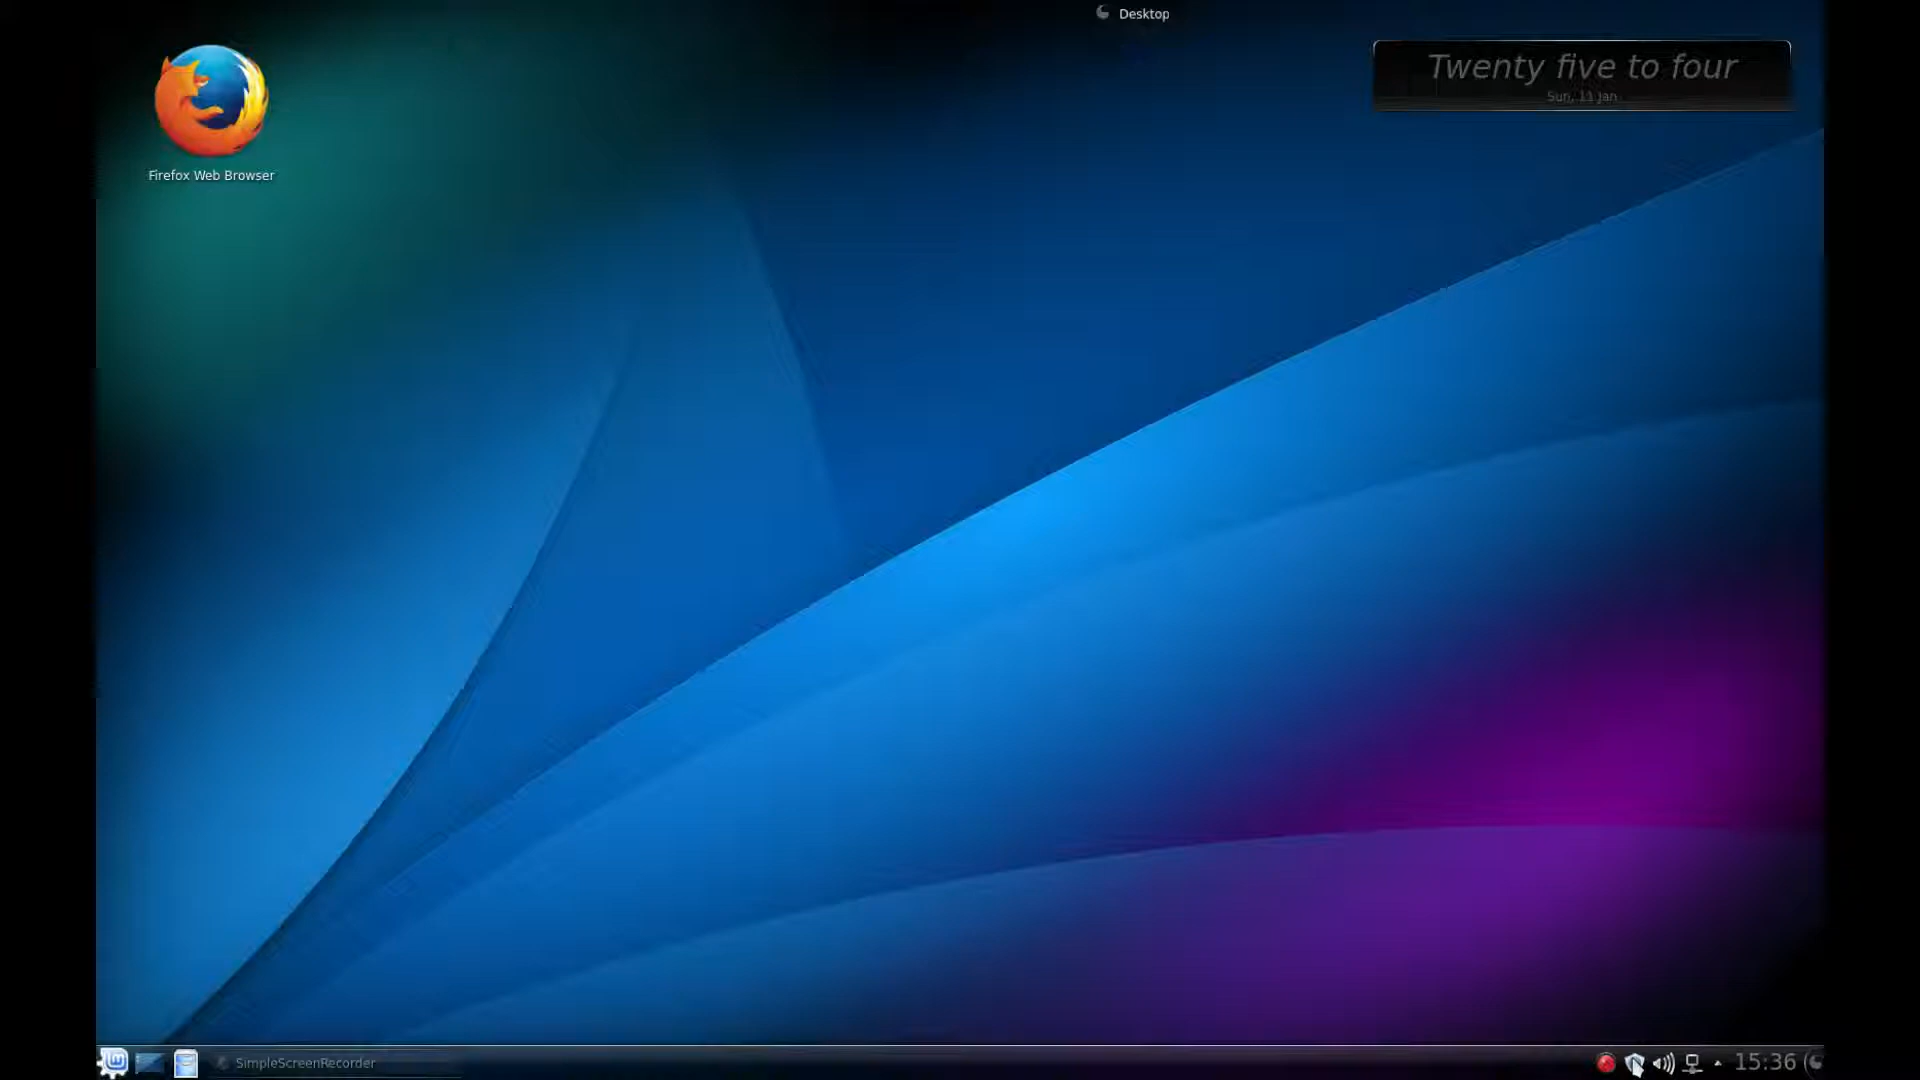 Desktop
Twenty five to four
Sun, 11 Jan
Firefox Web Browser
SimpleScreenRecorder
15:36